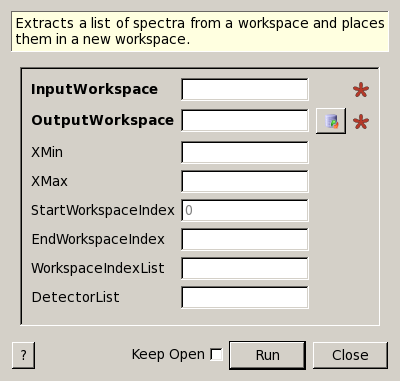 Extracts a list of spectra from a workspace and places
them in a new workspace.
InputWorkspace
OutputWorkspace
XMin
XMax
StartWorkspaceIndex 0
EndWorkspaceIndex
WorkspaceIndexList
DetectorList
? Keep Open Run Close